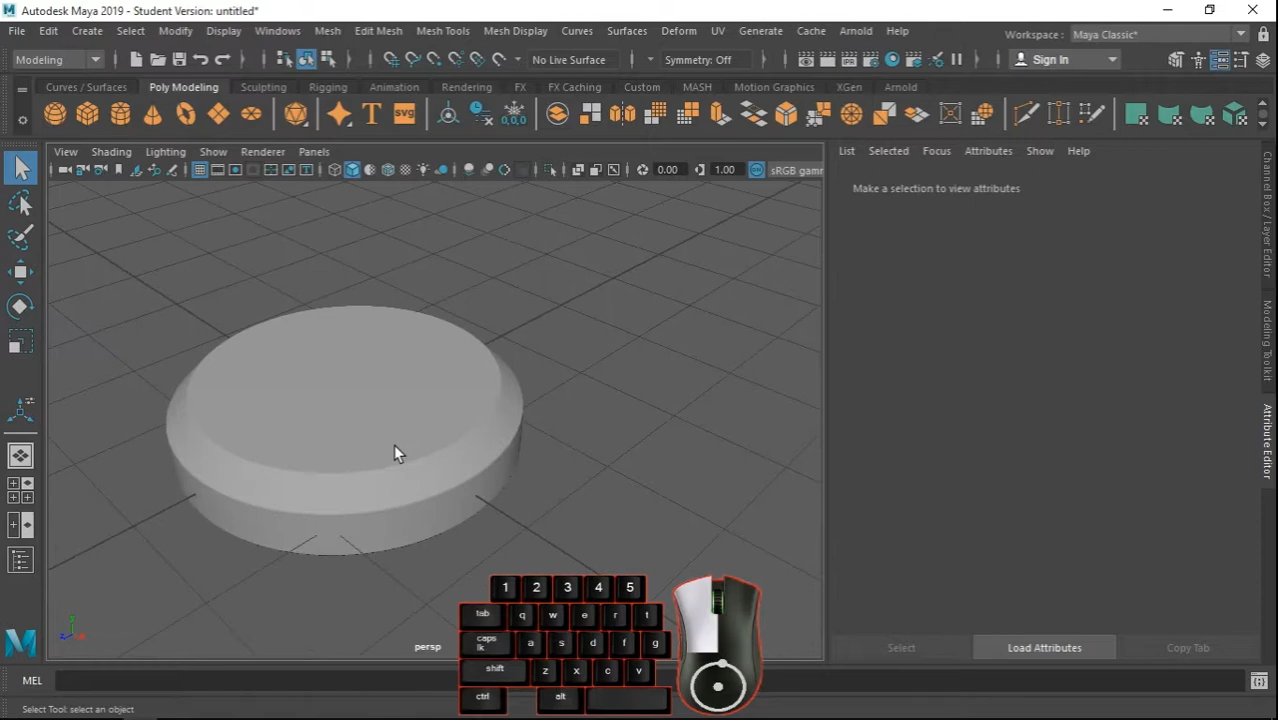 Autodesk Maya 2019 - Student Version: untitled*
File Edit Create Select Modify Display Windows Mesh Edit Mesh Mesh Tools Mesh Display Curves Surfaces Deform UV Generate Cache Arnold Help Workspace : Maya Classic*
Modeling No Live Surface Symmetry: Off IPR Sign In
Curves / Surfaces Poly Modeling Sculpting Rigging Animation Rendering FX FX Caching Custom MASH Motion Graphics XGen Arnold
T SVG 0,0,0
View Shading Lighting Show Renderer Panels List Selected Focus Attributes Show Help
0.00 1.00 sRGB gamm
Make a selection to view attributes
Channel Box / Layer Editor
Modeling Toolkit
Attribute Editor
1 2 3 4 5
tab q w e r t
caps lk a s d f g
shift z x c v
ctrl alt
y x z
persp
Select Load Attributes Copy Tab
MEL
Select Tool: select an object